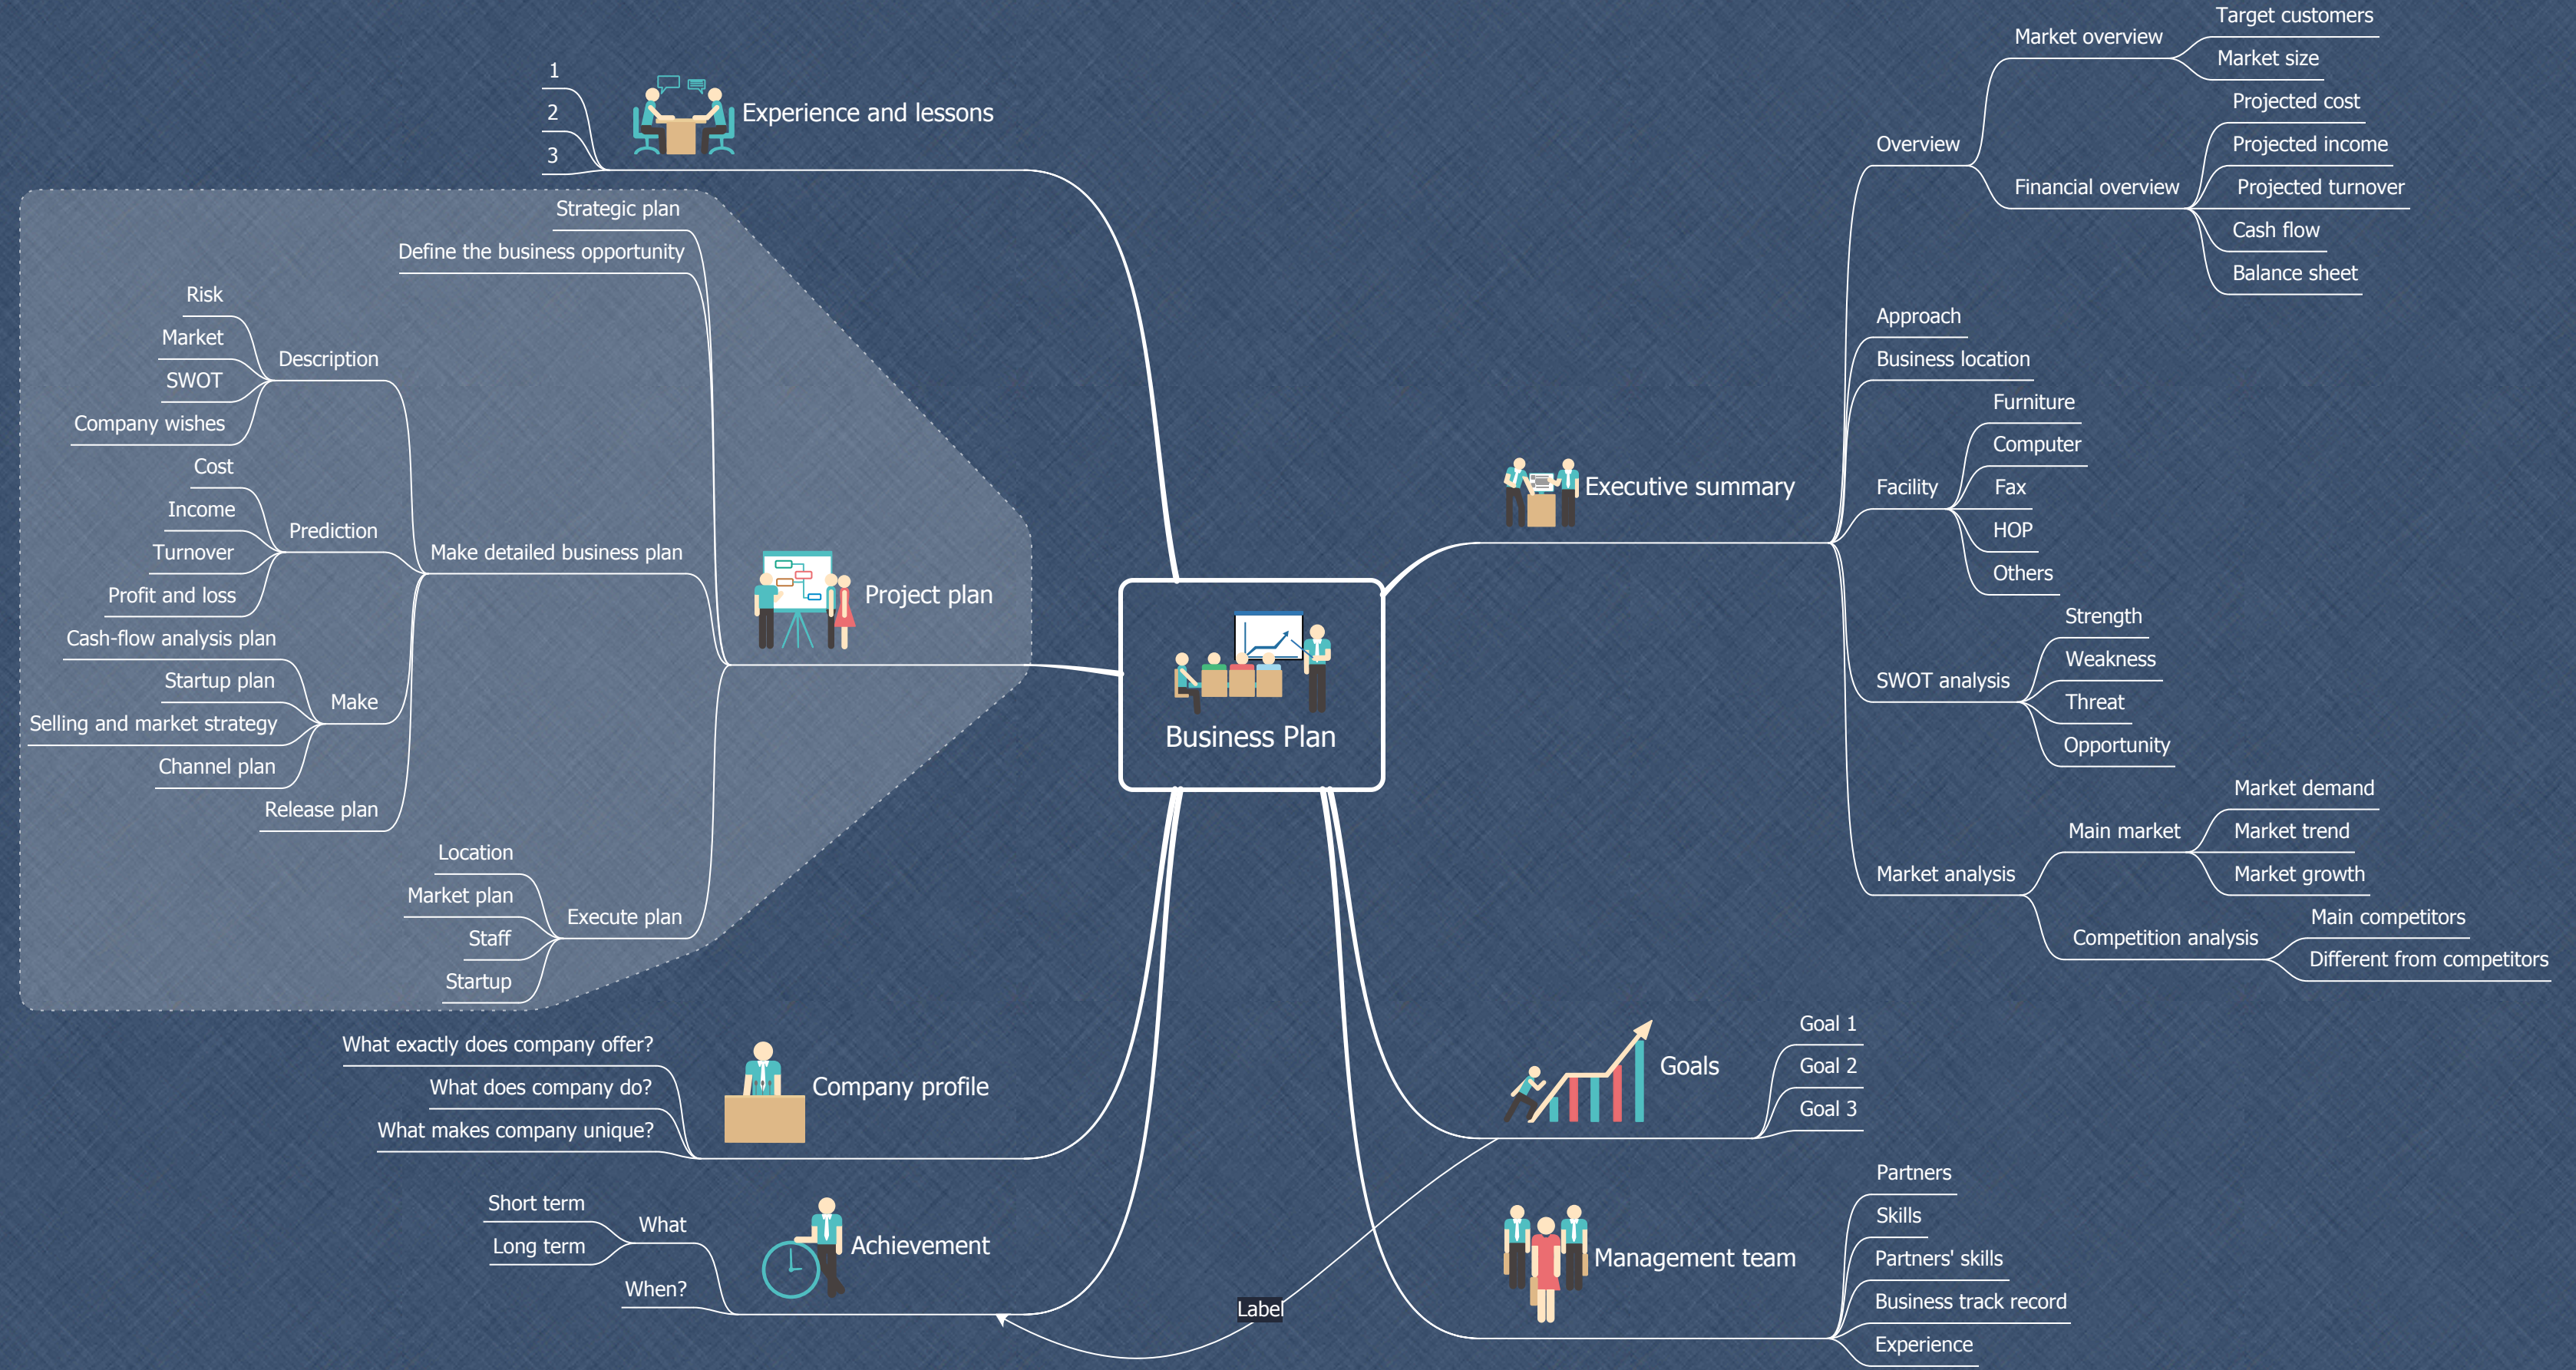 Business Plan
Executive summary
Overview
Market overview
Target customers
Market size
Financial overview
Projected cost
Projected income
Projected turnover
Cash flow
Balance sheet
Approach
Business location
Facility
Furniture
Computer
Fax
HOP
Others
SWOT analysis
Strength
Weakness
Threat
Opportunity
Market analysis
Main market
Market demand
Market trend
Market growth
Competition analysis
Main competitors
Different from competitors
Goals
Goal 1
Goal 2
Goal 3
Management team
Partners
Skills
Partners' skills
Business track record
Experience
Experience and lessons
1
2
3
Project plan
Strategic plan
Define the business opportunity
Make detailed business plan
Description
Risk
Market
SWOT
Company wishes
Prediction
Cost
Income
Turnover
Profit and loss
Make
Cash-flow analysis plan
Startup plan
Selling and market strategy
Channel plan
Release plan
Execute plan
Location
Market plan
Staff
Startup
Company profile
What exactly does company offer?
What does company do?
What makes company unique?
Achievement
What
Short term
Long term
When?
Label